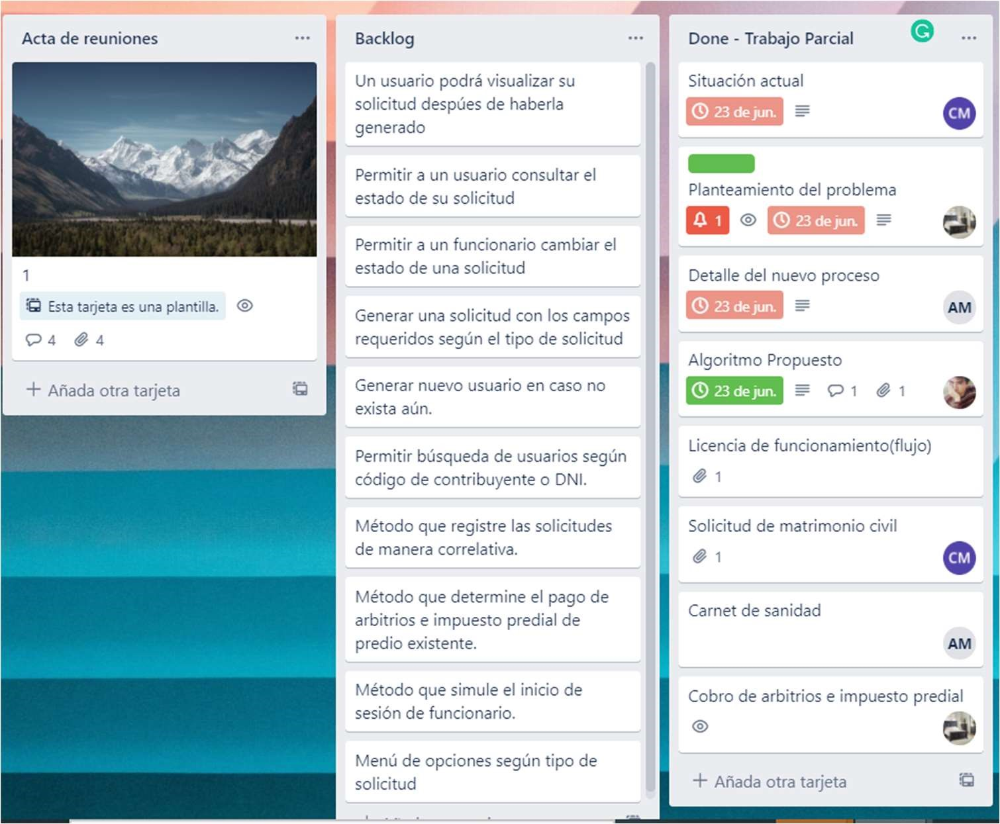 Acta de reuniones
1
Esta tarjeta es una plantilla.
4 4
Añada otra tarjeta
Backlog
Un usuario podrá visualizar su
solicitud despúes de haberla
generado
Permitir a un usuario consultar el
estado de su solicitud
Permitir a un funcionario cambiar el
estado de una solicitud
Generar una solicitud con los campos
requeridos según el tipo de solicitud
Generar nuevo usuario en caso no
exista aún.
Permitir búsqueda de usuarios según
código de contribuyente o DNI.
Método que registre las solicitudes
de manera correlativa.
Método que determine el pago de
arbitrios e impuesto predial de
predio existente.
Método que simule el inicio de
sesión de funcionario.
Menú de opciones según tipo de
solicitud
Done - Trabajo Parcial
Situación actual
23 de jun.
CM
Planteamiento del problema
1 23 de jun.
Detalle del nuevo proceso
23 de jun.
AM
Algoritmo Propuesto
23 de jun. 1 1
Licencia de funcionamiento(flujo)
1
Solicitud de matrimonio civil
1
CM
Carnet de sanidad
AM
Cobro de arbitrios e impuesto predial
Añada otra tarjeta